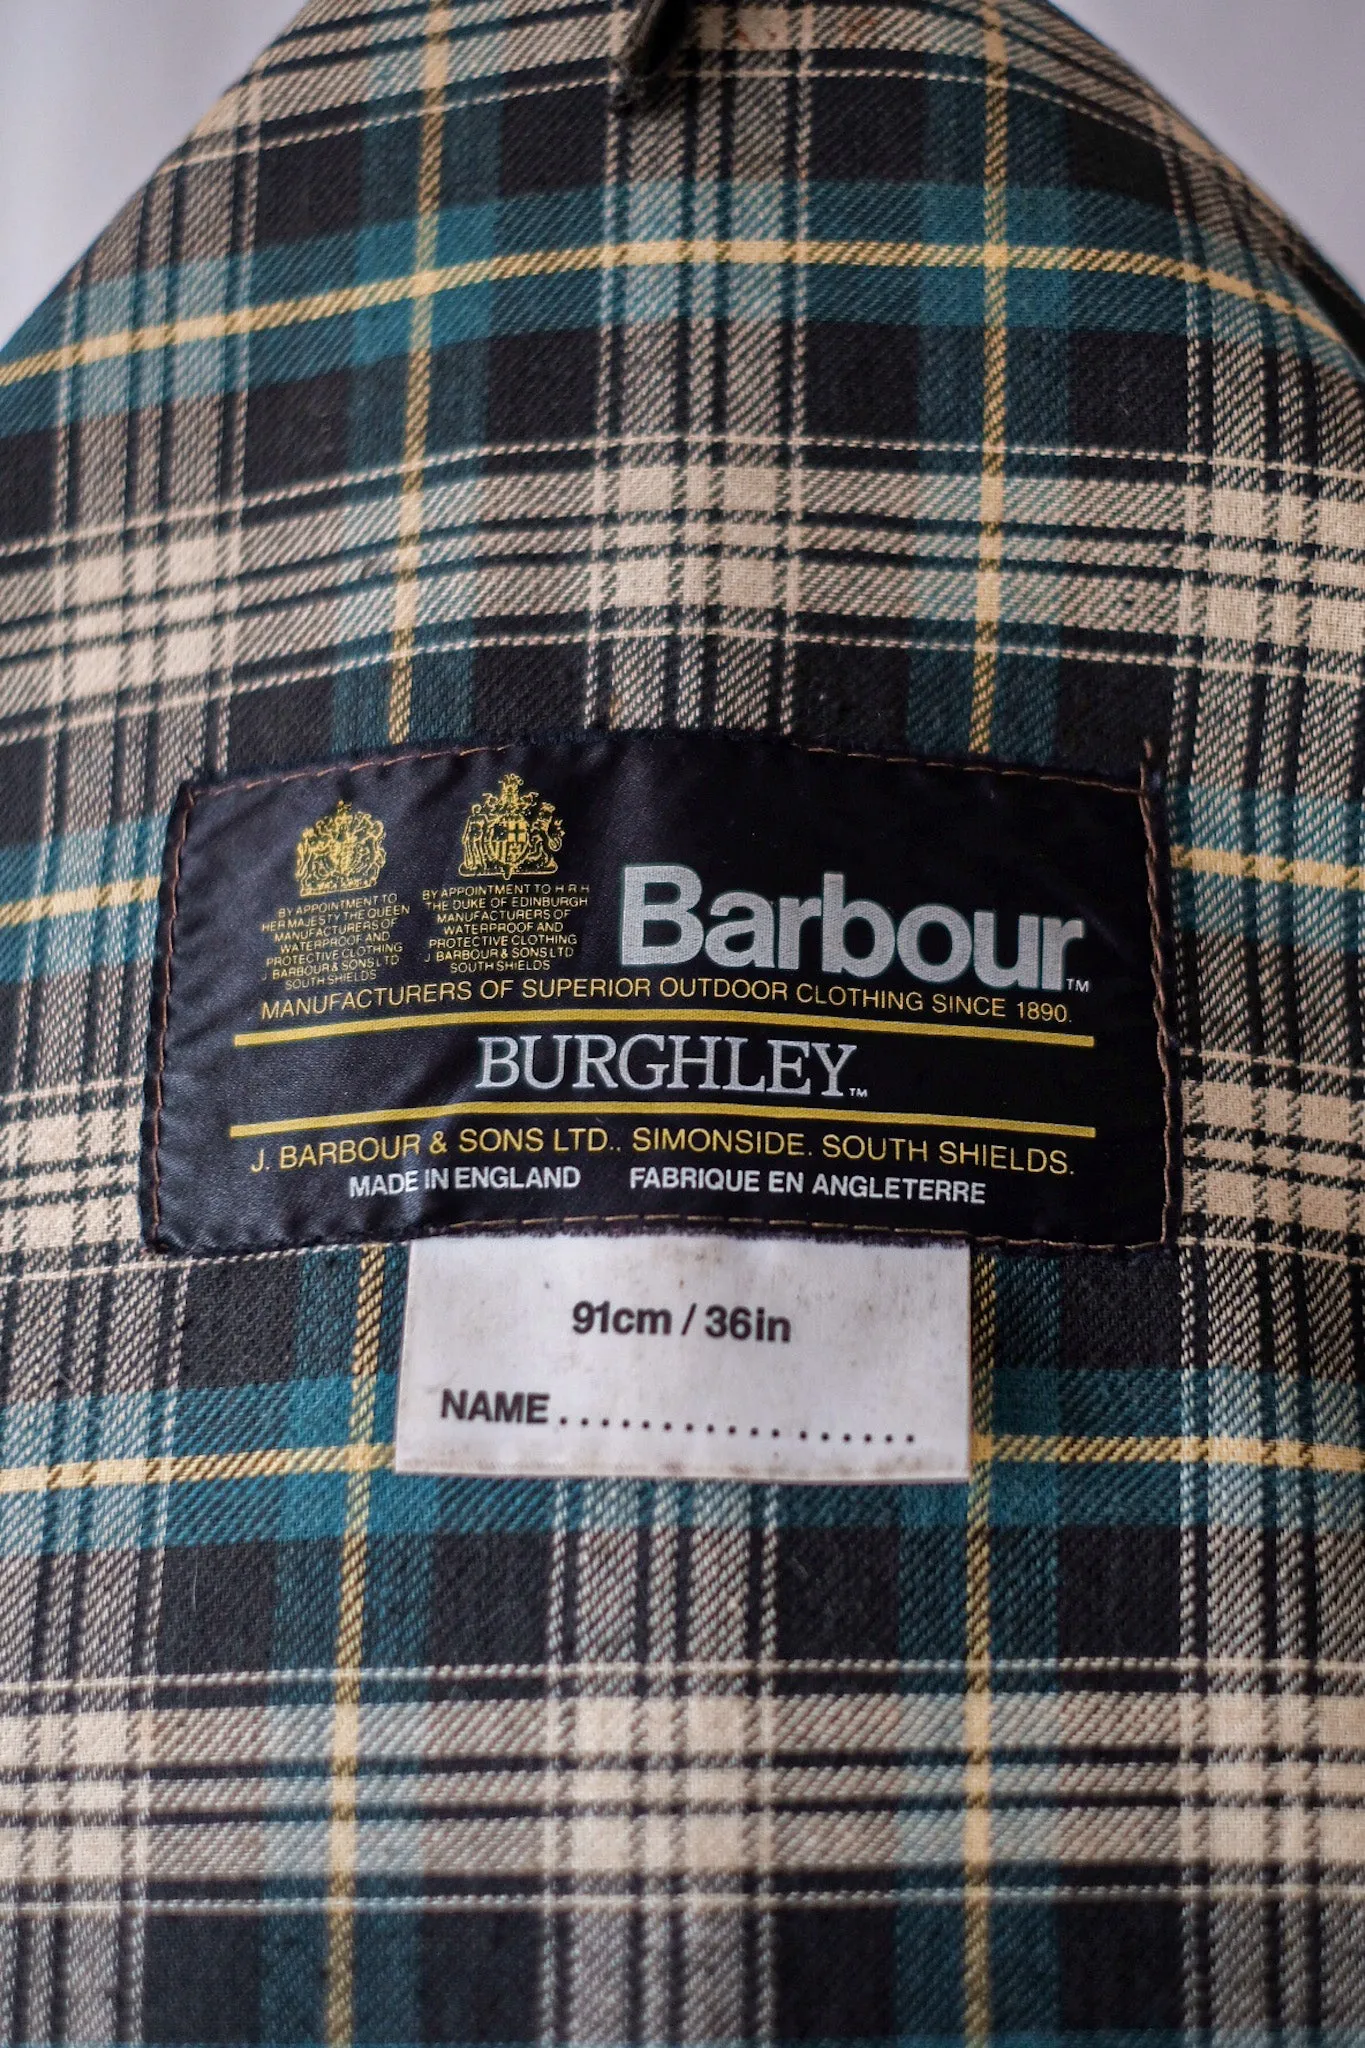 BY APPOINTMENT TO
HER MAJESTY THE QUEEN
MANUFACTURERS OF
WATERPROOF AND
PROTECTIVE CLOTHING
J BARBOUR & SONS LTD
SOUTH SHIELDS
BY APPOINTMENT TO H R H
THE DUKE OF EDINBURGH
MANUFACTURERS OF
WATERPROOF AND
PROTECTIVE CLOTHING
J BARBOUR & SONS LTD
SOUTH SHIELDS
Barbour™
MANUFACTURERS OF SUPERIOR OUTDOOR CLOTHING SINCE 1890.
BURGHLEY™
J. BARBOUR & SONS LTD.. SIMONSIDE. SOUTH SHIELDS.
MADE IN ENGLAND FABRIQUE EN ANGLETERRE
91cm / 36in
NAME..................